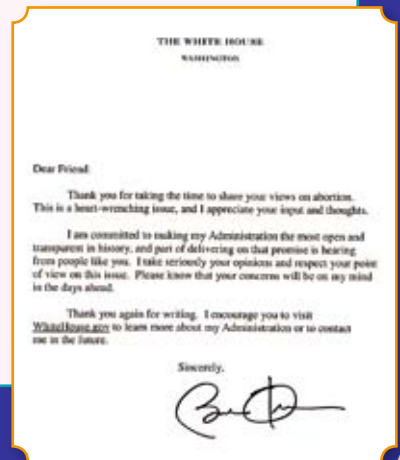 THE WHITE HOUSE
WASHINGTON
Dear Friend:
Thank you for taking the time to share your views on abortion.
This is a heart-wrenching issue, and I appreciate your input and thoughts.
I am committed to making my Administration the most open and
transparent in history, and part of delivering on that promise is hearing
from people like you. I take seriously your opinions and respect your point
of view on this issue. Please know that your concerns will be on my mind
in the days ahead.
Thank you again for writing. I encourage you to visit
WhiteHouse.gov to learn more about my Administration or to contact
me in the future.
Sincerely,